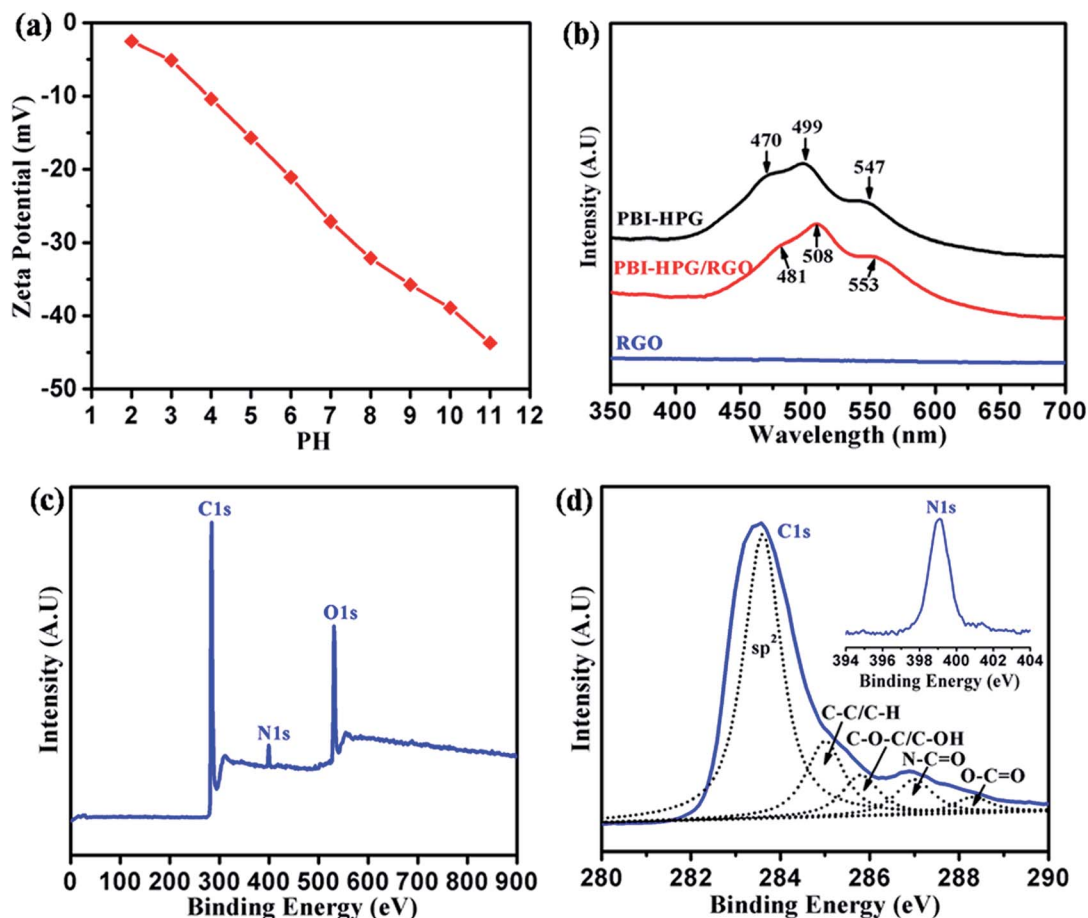 (a)
0
-10
-20
-30
-40
-50
Zeta Potential (mV)
1 2 3 4 5 6 7 8 9 10 11 12
PH
(b)
Intensity (A.U)
470 499 547
PBI-HPG
PBI-HPG/RGO
481 508 553
RGO
350 400 450 500 550 600 650 700
Wavelength (nm)
(c)
C1s
O1s
N1s
Intensity (A.U)
0 100 200 300 400 500 600 700 800 900
Binding Energy (eV)
(d)
C1s
sp²
C-C/C-H
C-O-C/C-OH
N-C=O
O-C=O
Intensity (A.U)
280 282 284 286 288 290
Binding Energy (eV)
N1s
394 396 398 400 402 404
Binding Energy (eV)